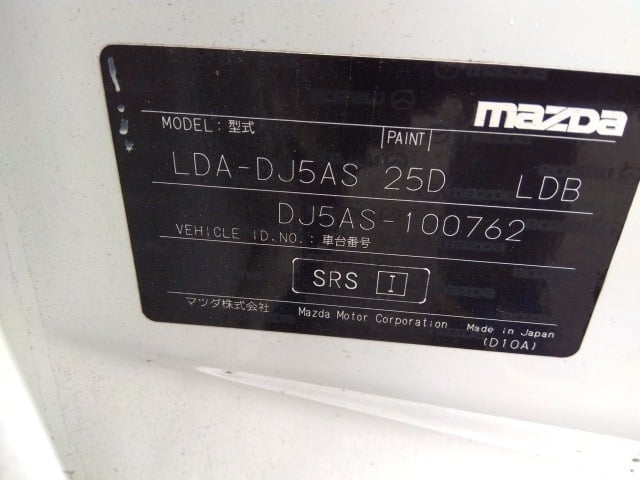 mazda
MODEL:型式 PAINT
LDA-DJ5AS 25D LDB
DJ5AS-100762
VEHICLE ID.NO.:車台番号
SRS I
マツダ株式会社 Mazda Motor Corporation Made in Japan
(D10A)